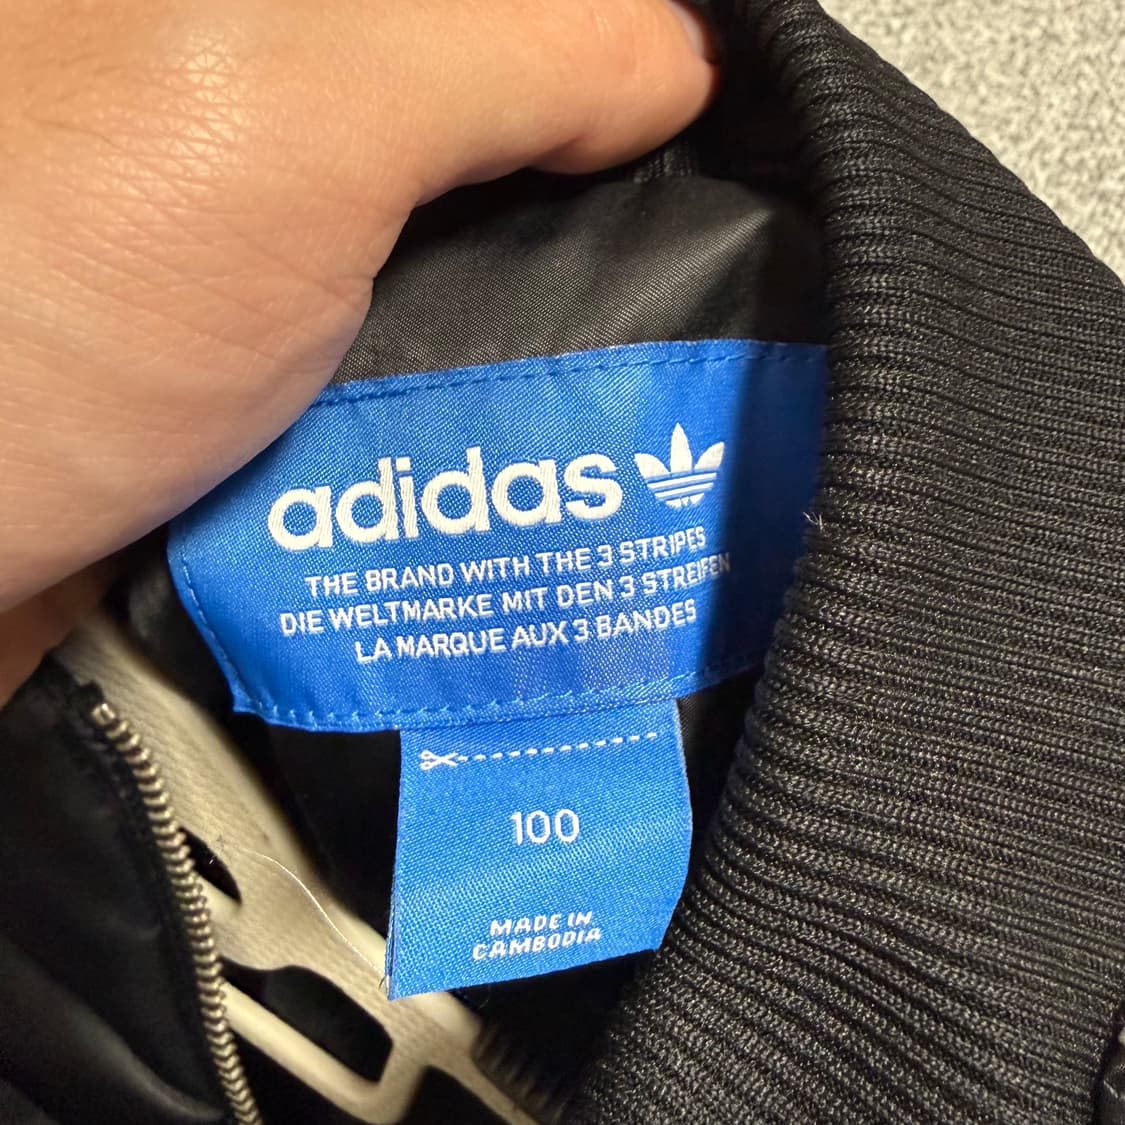 adidas
THE BRAND WITH THE 3 STRIPES
DIE WELTMARKE MIT DEN 3 STREIFEN
LA MARQUE AUX 3 BANDES
100
MADE IN
CAMBODIA